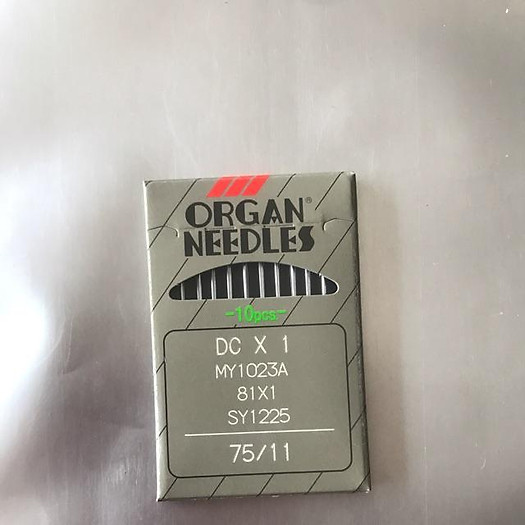 ORGAN®
NEEDLES
-10pcs.-
DC X 1
MY1023A
81X1
SY1225
75/11